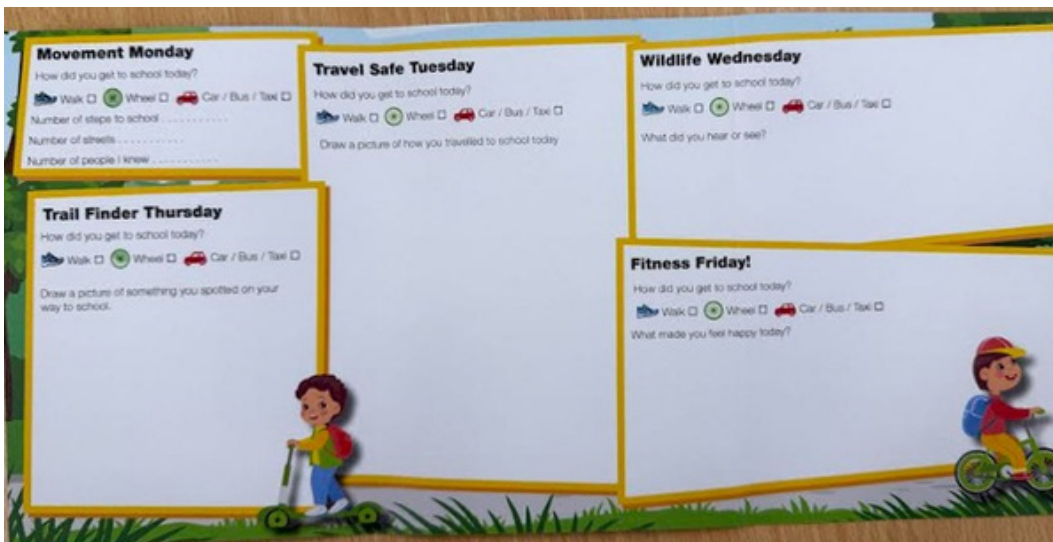 Movement Monday
How did you get to school today?
Walk ☐ Wheel ☐ Car / Bus / Taxi ☐
Number of steps to school . . . . . . . . . . .
Number of streets . . . . . . . . . . .
Number of people I knew . . . . . . . . . . .
Travel Safe Tuesday
How did you get to school today?
Walk ☐ Wheel ☐ Car / Bus / Taxi ☐
Draw a picture of how you travelled to school today
Wildlife Wednesday
How did you get to school today?
Walk ☐ Wheel ☐ Car / Bus / Taxi ☐
What did you hear or see?
Trail Finder Thursday
How did you get to school today?
Walk ☐ Wheel ☐ Car / Bus / Taxi ☐
Draw a picture of something you spotted on your
way to school.
Fitness Friday!
How did you get to school today?
Walk ☐ Wheel ☐ Car / Bus / Taxi ☐
What made you feel happy today?